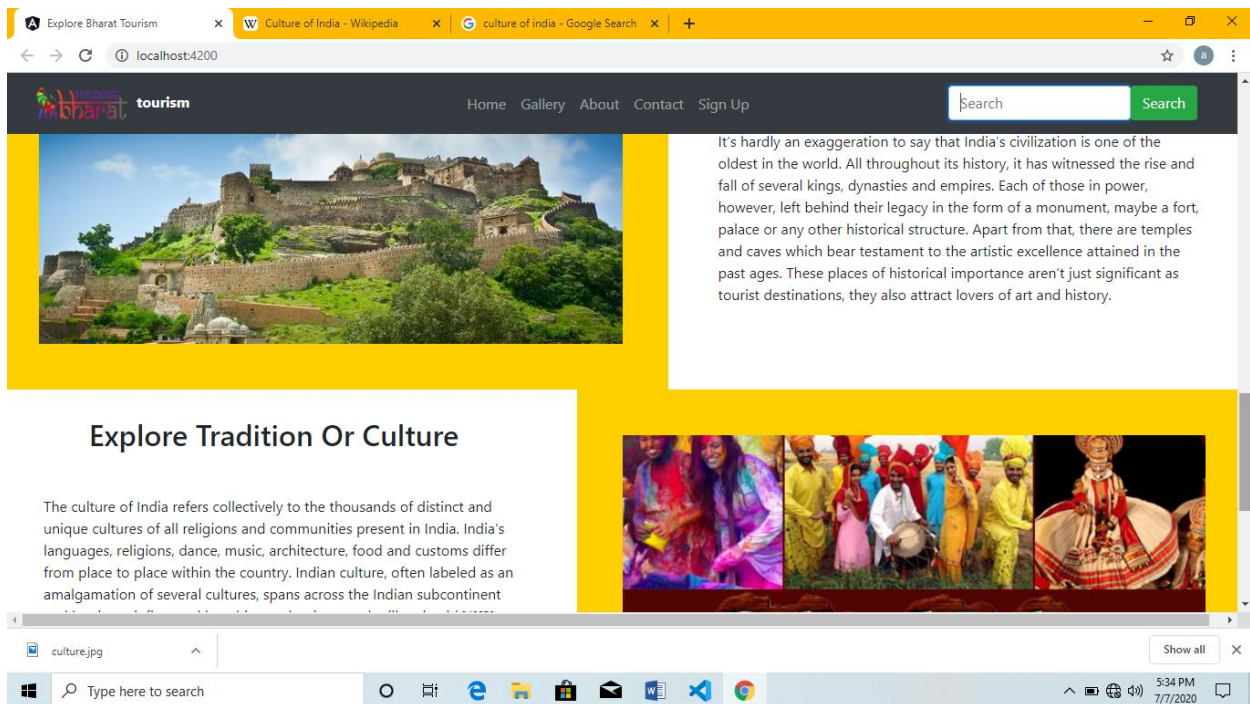 Explore Bharat Tourism
Culture of India - Wikipedia
culture of india - Google Search
localhost:4200
a
EXPLORING
bharat
tourism
Home Gallery About Contact Sign Up
Search
Search
It's hardly an exaggeration to say that India's civilization is one of the
oldest in the world. All throughout its history, it has witnessed the rise and
fall of several kings, dynasties and empires. Each of those in power,
however, left behind their legacy in the form of a monument, maybe a fort,
palace or any other historical structure. Apart from that, there are temples
and caves which bear testament to the artistic excellence attained in the
past ages. These places of historical importance aren't just significant as
tourist destinations, they also attract lovers of art and history.
Explore Tradition Or Culture
The culture of India refers collectively to the thousands of distinct and
unique cultures of all religions and communities present in India. India's
languages, religions, dance, music, architecture, food and customs differ
from place to place within the country. Indian culture, often labeled as an
amalgamation of several cultures, spans across the Indian subcontinent
culture.jpg
Show all
Type here to search
5:34 PM
7/7/2020